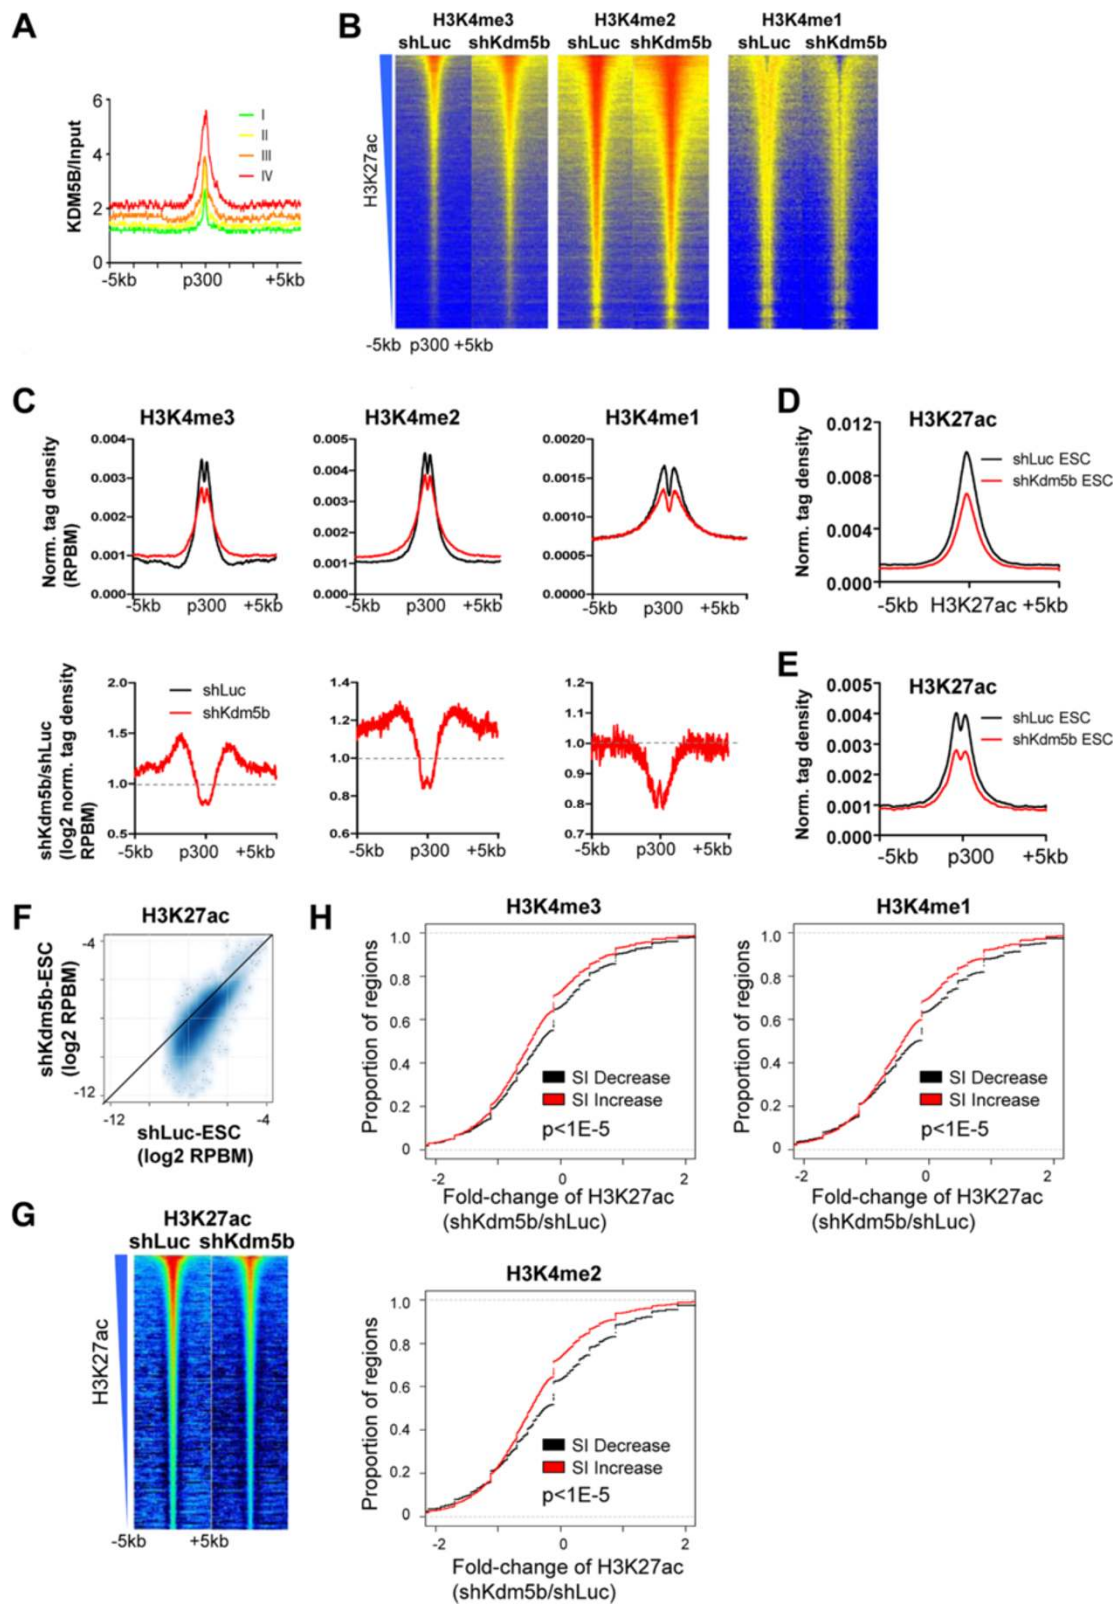 A
KDM5B/Input
6
4
2
0
I
II
III
IV
-5kb p300 +5kb
B
H3K4me3 H3K4me2 H3K4me1
shLuc shKdm5b shLuc shKdm5b shLuc shKdm5b
H3K27ac
-5kb p300 +5kb
C
H3K4me3
Norm. tag density
(RPBM)
0.004
0.003
0.002
0.001
0.000
-5kb p300 +5kb
H3K4me2
0.005
0.004
0.003
0.002
0.001
0.000
-5kb p300 +5kb
H3K4me1
0.0020
0.0015
0.0010
0.0005
0.0000
-5kb p300 +5kb
shKdm5b/shLuc
(log2 norm. tag density
RPBM)
2.0
1.5
1.0
0.5
shLuc
shKdm5b
-5kb p300 +5kb
1.4
1.2
1.0
0.8
0.6
-5kb p300 +5kb
1.2
1.1
1.0
0.9
0.8
0.7
-5kb p300 +5kb
D
H3K27ac
Norm. tag density
0.012
0.008
0.004
0.000
shLuc ESC
shKdm5b ESC
-5kb H3K27ac +5kb
E
H3K27ac
Norm. tag density
0.005
0.004
0.003
0.002
0.001
0.000
shLuc ESC
shKdm5b ESC
-5kb p300 +5kb
F
H3K27ac
shKdm5b-ESC
(log2 RPBM)
-4
-12
-12 -4
shLuc-ESC
(log2 RPBM)
G
H3K27ac
shLuc shKdm5b
H3K27ac
-5kb +5kb
H
H3K4me3
Proportion of regions
1.0
0.8
0.6
0.4
0.2
0
SI Decrease
SI Increase
p<1E-5
-2 0 2
Fold-change of H3K27ac
(shKdm5b/shLuc)
H3K4me1
Proportion of regions
1.0
0.8
0.6
0.4
0.2
0
SI Decrease
SI Increase
p<1E-5
-2 0 2
Fold-change of H3K27ac
(shKdm5b/shLuc)
H3K4me2
Proportion of regions
1.0
0.8
0.6
0.4
0.2
0
SI Decrease
SI Increase
p<1E-5
-2 0 2
Fold-change of H3K27ac
(shKdm5b/shLuc)